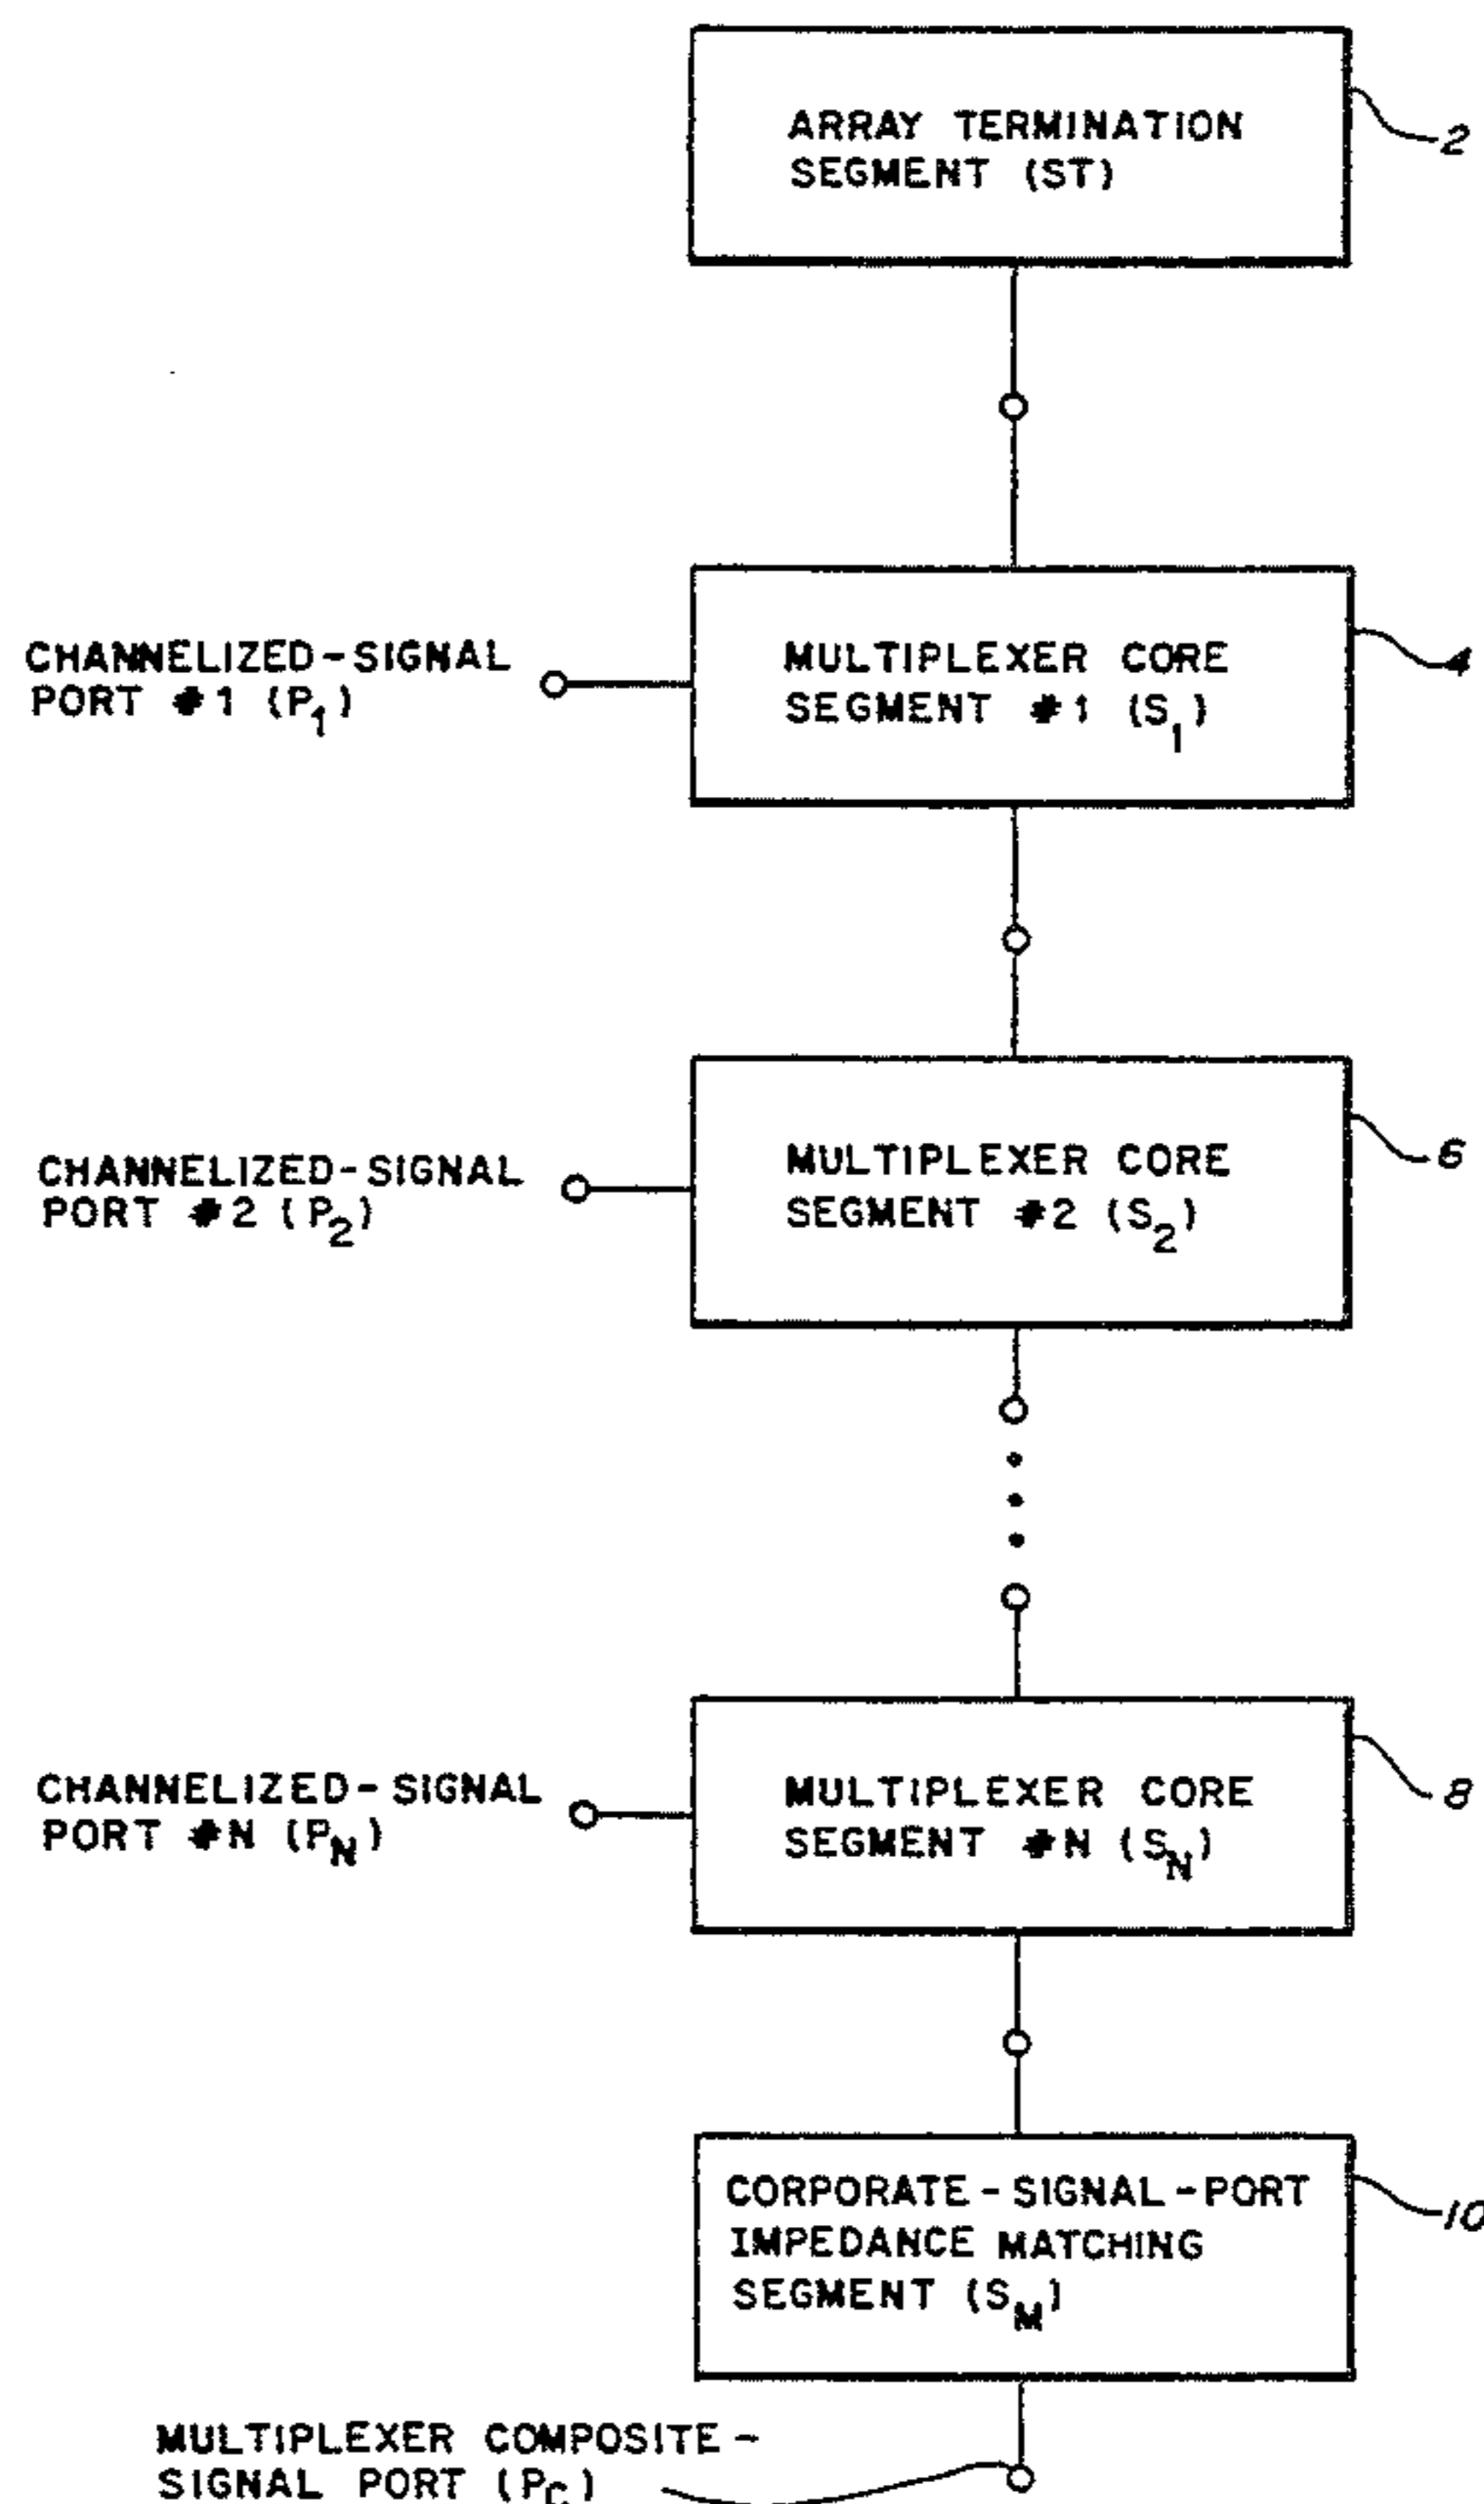 ARRAY TERMINATION
SEGMENT (ST)
2
CHANNELIZED-SIGNAL
PORT #1 (P1)
MULTIPLEXER CORE
SEGMENT #1 (S1)
4
CHANNELIZED-SIGNAL
PORT #2 (P2)
MULTIPLEXER CORE
SEGMENT #2 (S2)
6
CHANNELIZED-SIGNAL
PORT #N (PN)
MULTIPLEXER CORE
SEGMENT #N (SN)
8
CORPORATE-SIGNAL-PORT
IMPEDANCE MATCHING
SEGMENT (SM)
10
MULTIPLEXER COMPOSITE-
SIGNAL PORT (PC)